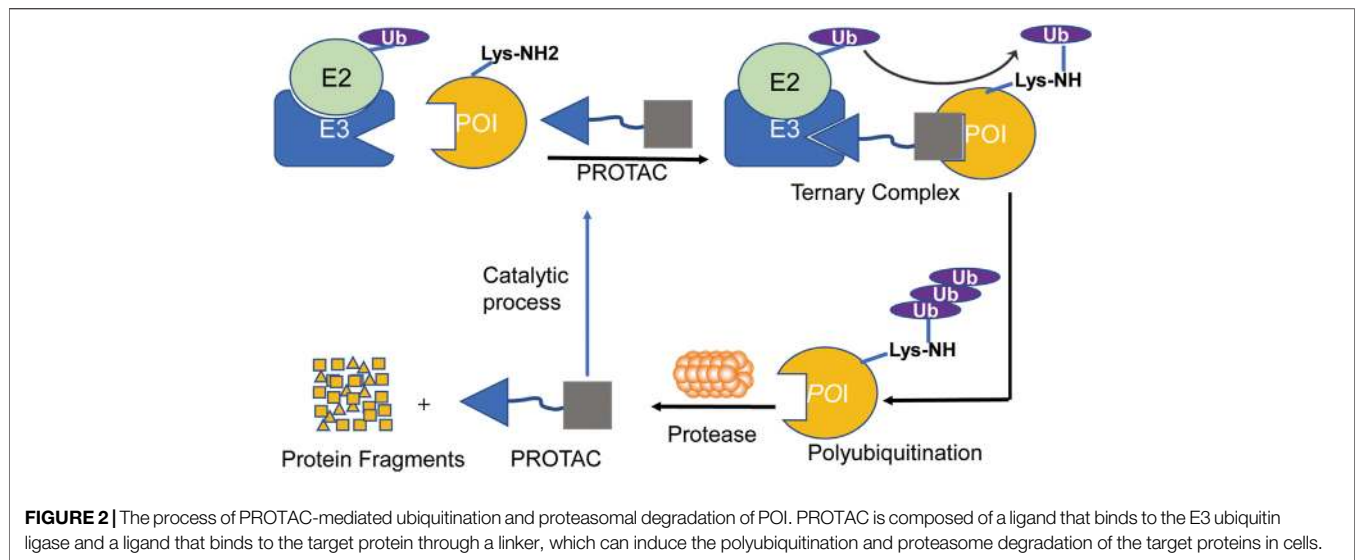 Ub
E2
E3
Lys-NH2
POI
PROTAC
Ub
E2
E3
Ub
Lys-NH
POI
Ternary Complex
Catalytic
process
Ub
Ub
Ub
Lys-NH
POI
Polyubiquitination
Protease
+
Protein Fragments
PROTAC
FIGURE 2 | The process of PROTAC-mediated ubiquitination and proteasomal degradation of POI. PROTAC is composed of a ligand that binds to the E3 ubiquitin
ligase and a ligand that binds to the target protein through a linker, which can induce the polyubiquitination and proteasome degradation of the target proteins in cells.